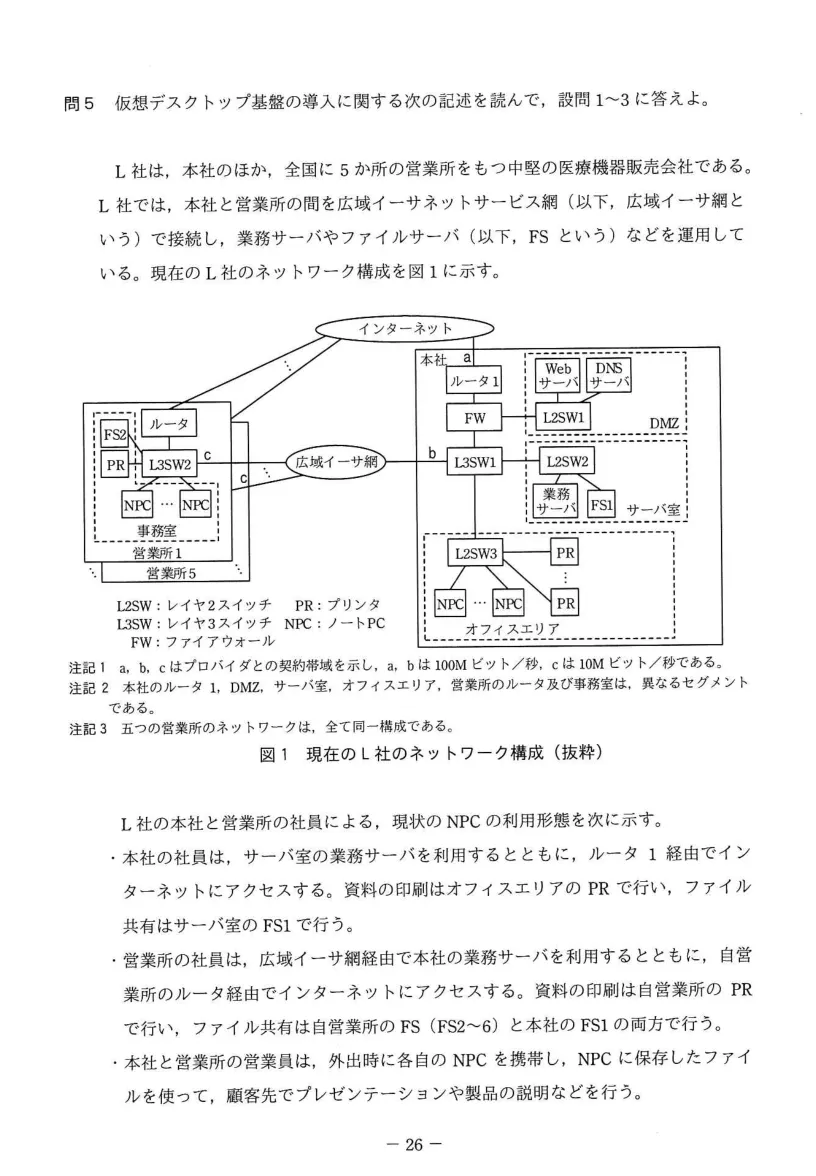 問5 仮想デスクトップ基盤の導入に関する次の記述を読んで，設問1～3に答えよ。
L社は，本社のほか，全国に5か所の営業所をもつ中堅の医療機器販売会社である。
L社では，本社と営業所の間を広域イーサネットサービス網（以下，広域イーサ網と
いう）で接続し，業務サーバやファイルサーバ（以下，FSという）などを運用して
いる。現在のL社のネットワーク構成を図1に示す。
インターネット
本社
a
ルータ1
Web
サーバ
DNS
サーバ
FW
L2SW1
DMZ
ルータ
FS2
PR
L3SW2
c
c
広域イーサ網
b
L3SW1
L2SW2
業務
サーバ
FS1
サーバ室
NPC
…
NPC
事務室
営業所1
営業所5
L2SW3
PR
NPC
…
NPC
PR
オフィスエリア
L2SW：レイヤ2スイッチ PR：プリンタ
L3SW：レイヤ3スイッチ NPC：ノートPC
FW：ファイアウォール
注記1 a，b，cはプロバイダとの契約帯域を示し，a，bは100Mビット／秒，cは10Mビット／秒である。
注記2 本社のルータ1，DMZ，サーバ室，オフィスエリア，営業所のルータ及び事務室は，異なるセグメント
である。
注記3 五つの営業所のネットワークは，全て同一構成である。
図1 現在のL社のネットワーク構成（抜粋）
L社の本社と営業所の社員による，現状のNPCの利用形態を次に示す。
・本社の社員は，サーバ室の業務サーバを利用するとともに，ルータ1経由でイン
ターネットにアクセスする。資料の印刷はオフィスエリアのPRで行い，ファイル
共有はサーバ室のFS1で行う。
・営業所の社員は，広域イーサ網経由で本社の業務サーバを利用するとともに，自営
業所のルータ経由でインターネットにアクセスする。資料の印刷は自営業所のPR
で行い，ファイル共有は自営業所のFS（FS2～6）と本社のFS1の両方で行う。
・本社と営業所の営業員は，外出時に各自のNPCを携帯し，NPCに保存したファイ
ルを使って，顧客先でプレゼンテーションや製品の説明などを行う。
－ 26 －